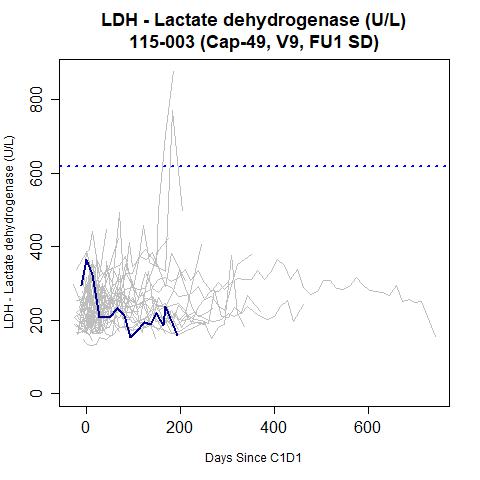 LDH - Lactate dehydrogenase (U/L)
115-003 (Cap-49, V9, FU1 SD)
LDH - Lactate dehydrogenase (U/L)
800
600
400
200
0
0 200 400 600
Days Since C1D1